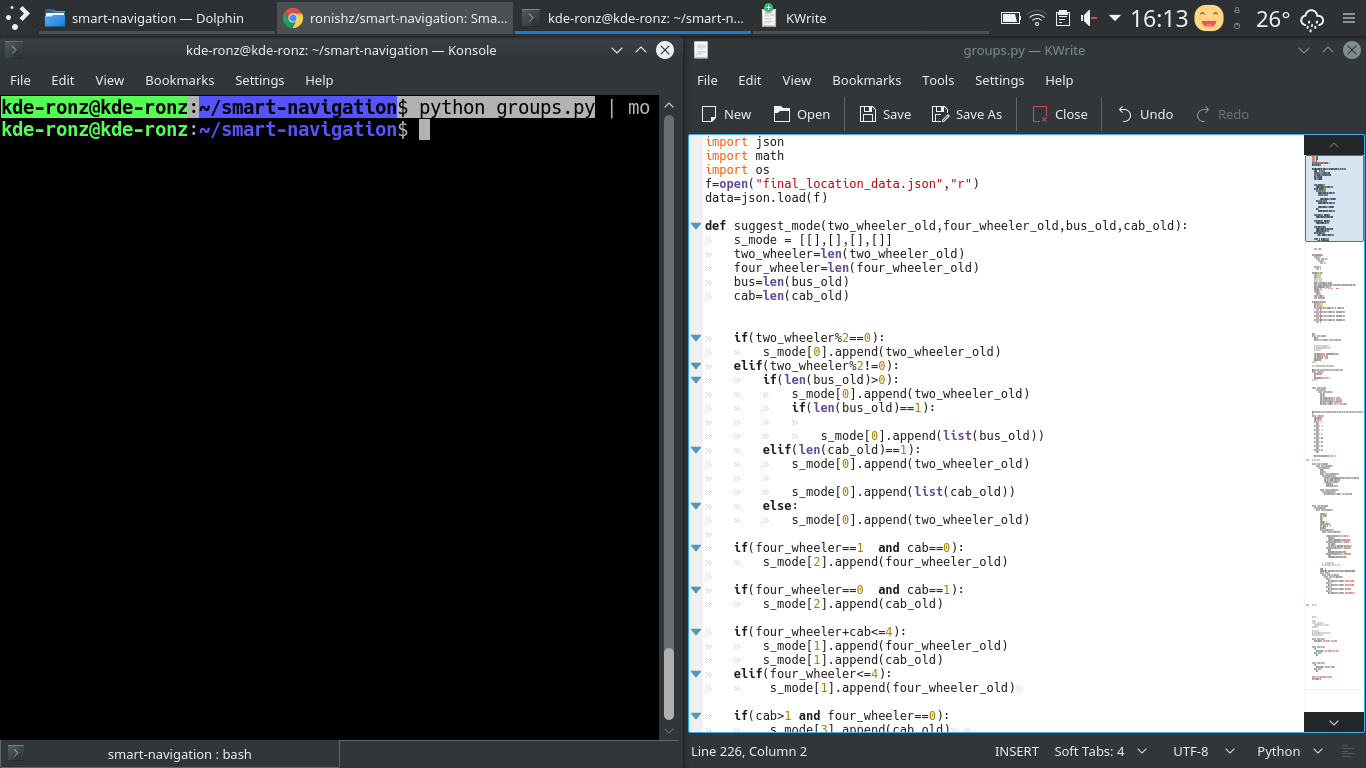 smart-navigation — Dolphin
ronishz/smart-navigation: Sma...
kde-ronz@kde-ronz: ~/smart-n...
KWrite
16:13
26°
kde-ronz@kde-ronz: ~/smart-navigation — Konsole
File Edit View Bookmarks Settings Help
kde-ronz@kde-ronz:~/smart-navigation$ python groups.py | mo
kde-ronz@kde-ronz:~/smart-navigation$
smart-navigation : bash
groups.py — KWrite
File Edit View Bookmarks Tools Settings Help
New Open Save Save As Close Undo Redo
import json
import math
import os
f=open("final_location_data.json","r")
data=json.load(f)
def suggest_mode(two_wheeler_old,four_wheeler_old,bus_old,cab_old):
s_mode = [[],[],[],[]]
two_wheeler=len(two_wheeler_old)
four_wheeler=len(four_wheeler_old)
bus=len(bus_old)
cab=len(cab_old)
if(two_wheeler%2==0):
s_mode[0].append(two_wheeler_old)
elif(two_wheeler%2!=0):
if(len(bus_old)>0):
s_mode[0].append(two_wheeler_old)
if(len(bus_old)==1):
s_mode[0].append(list(bus_old))
elif(len(cab_old)==1):
s_mode[0].append(two_wheeler_old)
s_mode[0].append(list(cab_old))
else:
s_mode[0].append(two_wheeler_old)
if(four_wheeler==1  and cab==0):
s_mode[2].append(four_wheeler_old)
if(four_wheeler==0  and cab==1):
s_mode[2].append(cab_old)
if(four_wheeler+cab<=4):
s_mode[1].append(four_wheeler_old)
s_mode[1].append(cab_old)
elif(four_wheeler<=4):
s_mode[1].append(four_wheeler_old)
if(cab>1 and four_wheeler==0):
s_mode[3].append(cab_old)
Line 226, Column 2
INSERT Soft Tabs: 4 UTF-8 Python